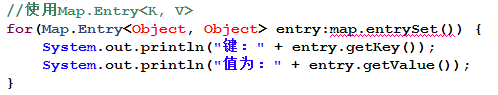 //使用Map.Entry<K, V>
for(Map.Entry<Object, Object> entry:map.entrySet()) {
    System.out.println("键：" + entry.getKey());
    System.out.println("值为：" + entry.getValue());
}